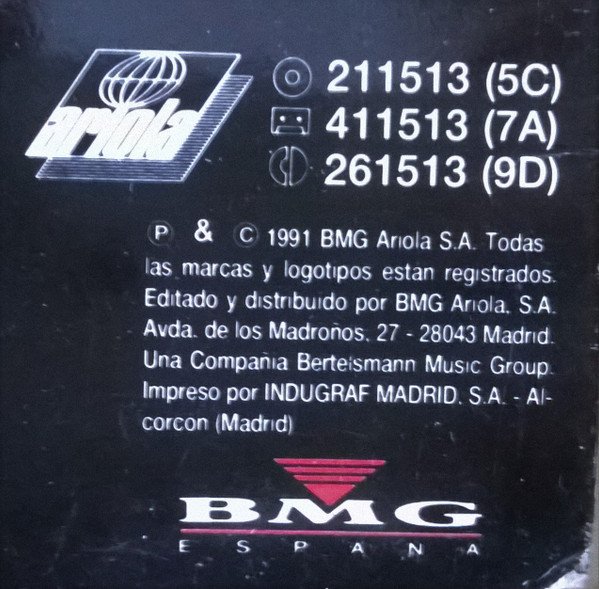 ariola
211513 (5C)
411513 (7A)
261513 (9D)
Ⓟ & © 1991 BMG Ariola S.A. Todas
las marcas y logotipos estan registrados.
Editado y distribuido por BMG Ariola, S.A.
Avda. de los Madroños, 27 - 28043 Madrid.
Una Compañia Bertelsmann Music Group.
Impreso por INDUGRAF MADRID, S.A. - Al-
corcon (Madrid)
BMG
ESPAÑA